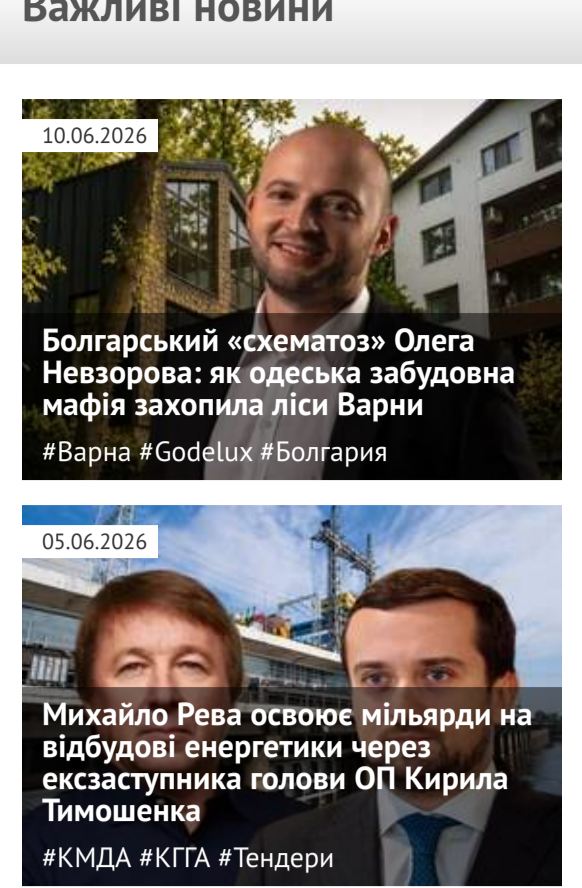 Важливі новини
10.06.2026
Болгарський «схематоз» Олега
Невзорова: як одеська забудовна
мафія захопила ліси Варни
#Варна #Godelux #Болгария
05.06.2026
Михайло Рева освоює мільярди на
відбудові енергетики через
ексзаступника голови ОП Кирила
Тимошенка
#КМДА #КГГА #Тендери